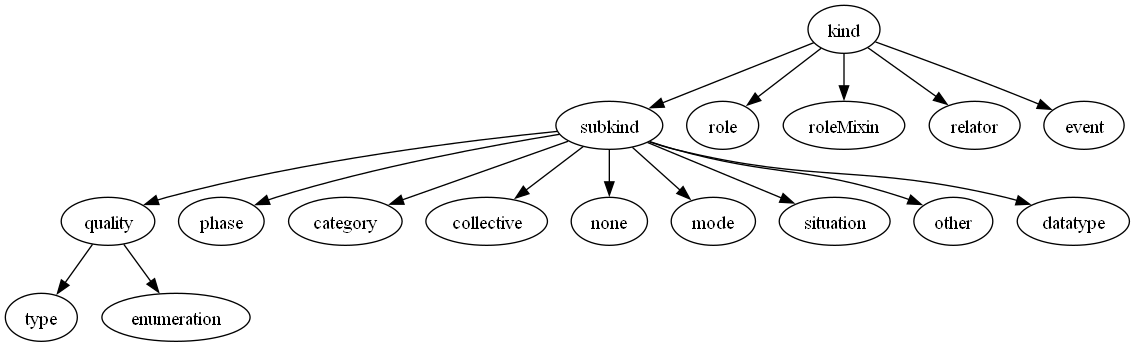 kind
subkind
role
roleMixin
relator
event
quality
phase
category
collective
none
mode
situation
other
datatype
type
enumeration